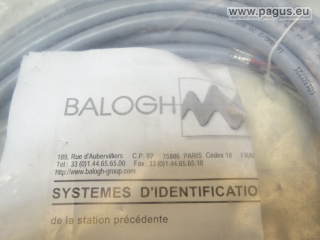 www.pagus.eu
BALOGH
189, Rue d'Aubervilliers C.P. 97 75886 PARIS Cedex 18 FRAN
Tél : 33 (0)1.44.65.65.00 Fax : 33 (0)1.44.65.65.10
http://www.balogh-group.com
SYSTEMES D'IDENTIFICATIO
de la station précédente